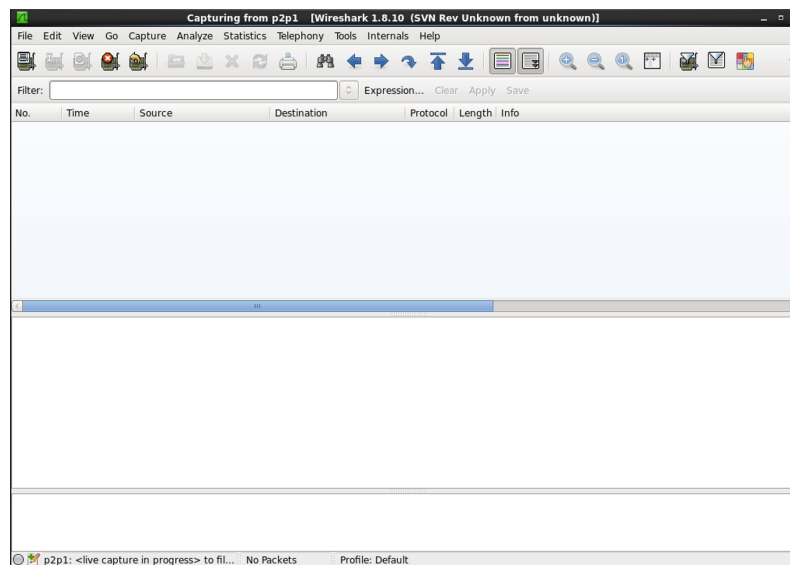 Capturing from p2p1 [Wireshark 1.8.10 (SVN Rev Unknown from unknown)]
File Edit View Go Capture Analyze Statistics Telephony Tools Internals Help
Filter: Expression... Clear Apply Save
No. Time Source Destination Protocol Length Info
p2p1: <live capture in progress> to fil... No Packets Profile: Default